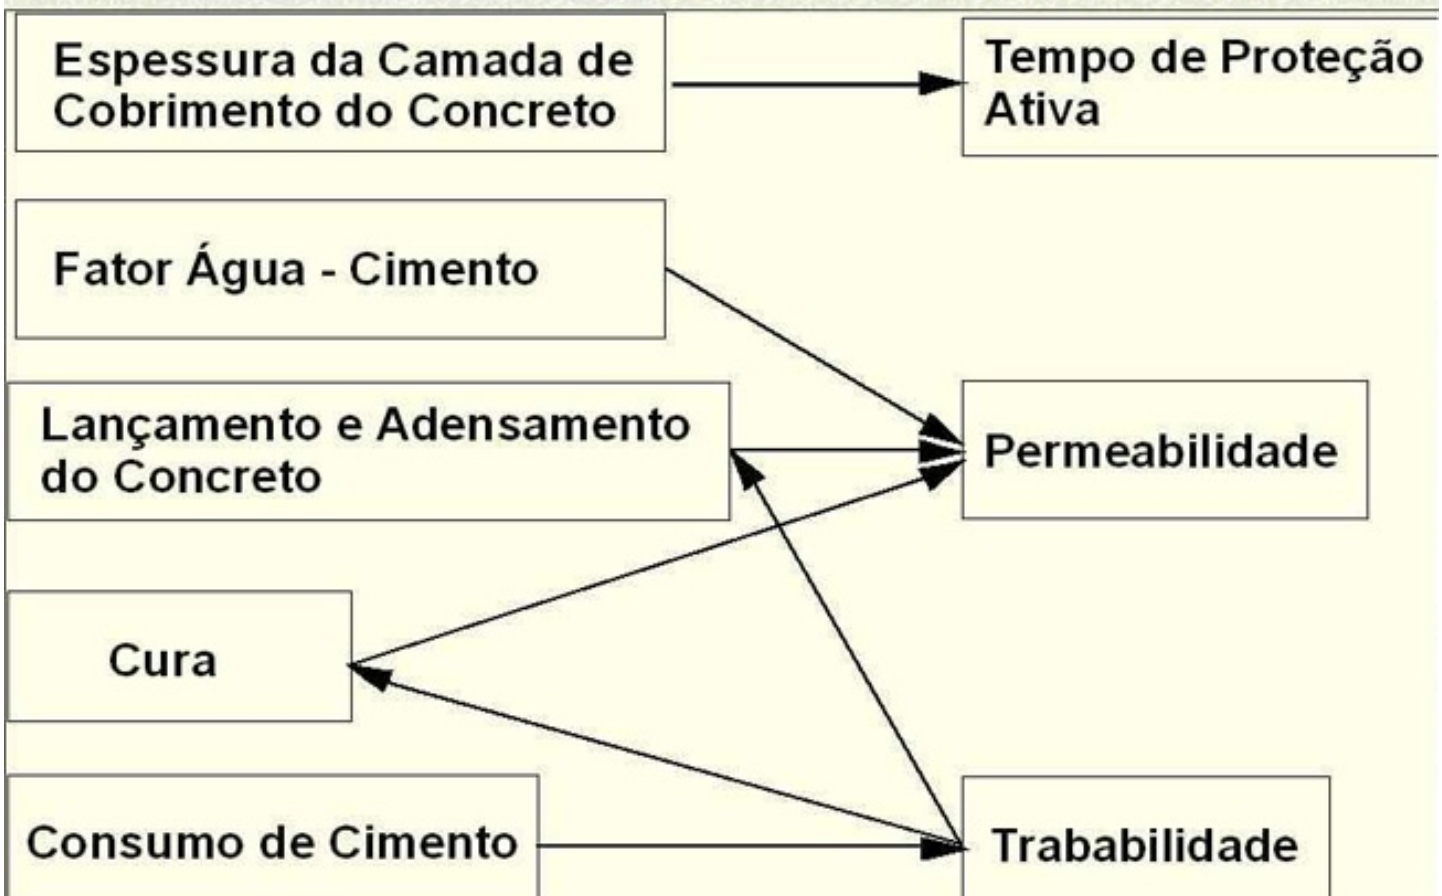 Espessura da Camada de
Cobrimento do Concreto
Tempo de Proteção
Ativa
Fator Água - Cimento
Lançamento e Adensamento
do Concreto
Permeabilidade
Cura
Consumo de Cimento
Trababilidade